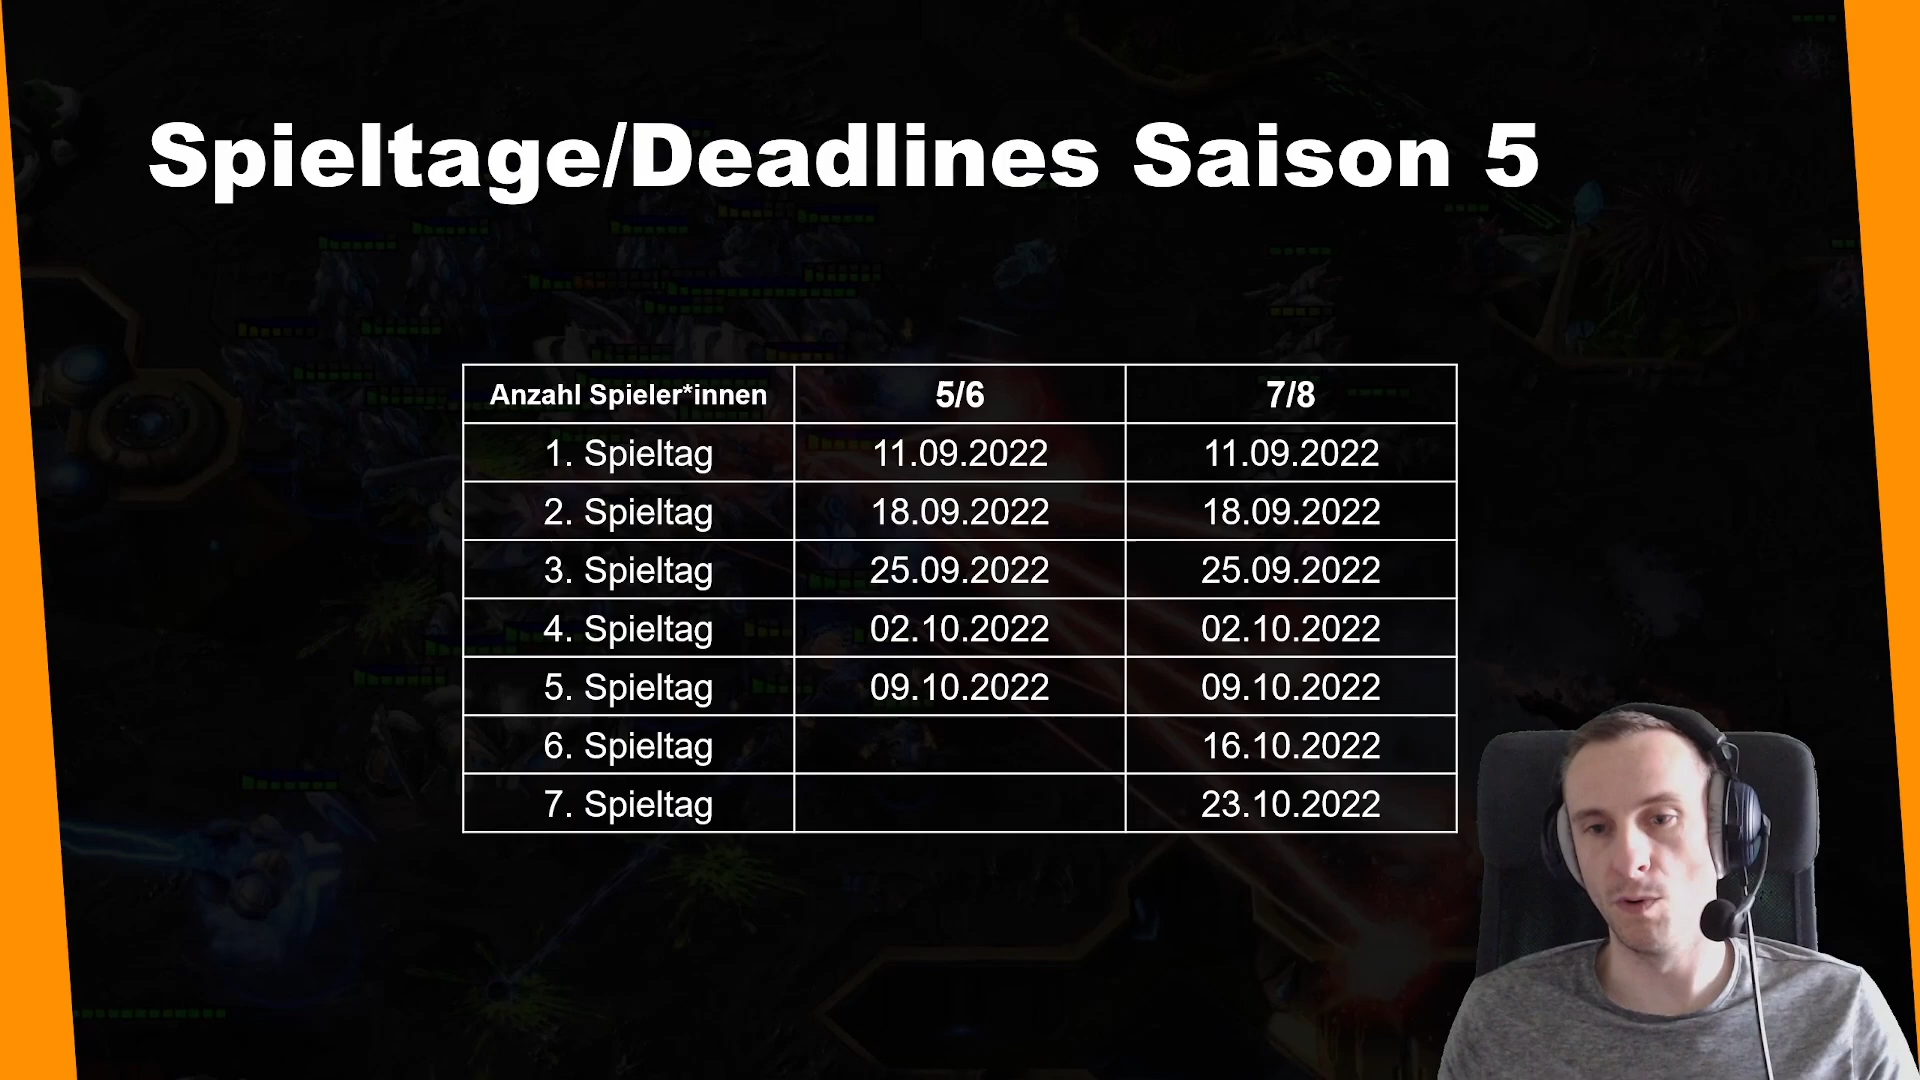 Spieltage/Deadlines Saison 5
Anzahl Spieler*innen 5/6 7/8
1. Spieltag 11.09.2022 11.09.2022
2. Spieltag 18.09.2022 18.09.2022
3. Spieltag 25.09.2022 25.09.2022
4. Spieltag 02.10.2022 02.10.2022
5. Spieltag 09.10.2022 09.10.2022
6. Spieltag 16.10.2022
7. Spieltag 23.10.2022